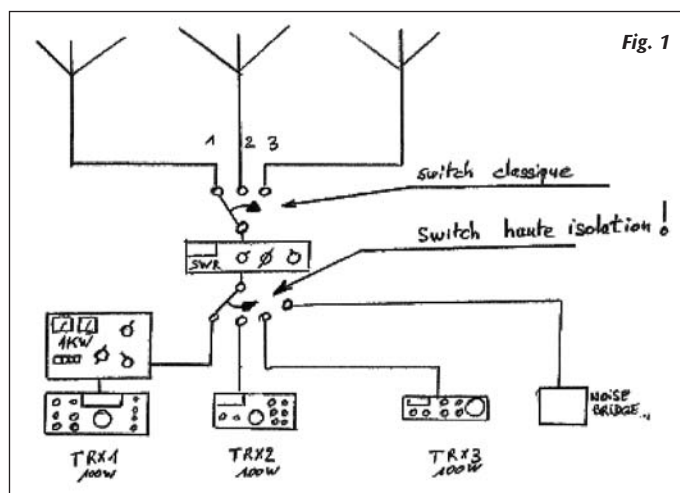 Fig. 1
1 2 3
switch classique
switch haute isolation !
SWR
1KW
NOISE
BRIDGE
TRX1
100W
TRX2
100W
TRX3
100W